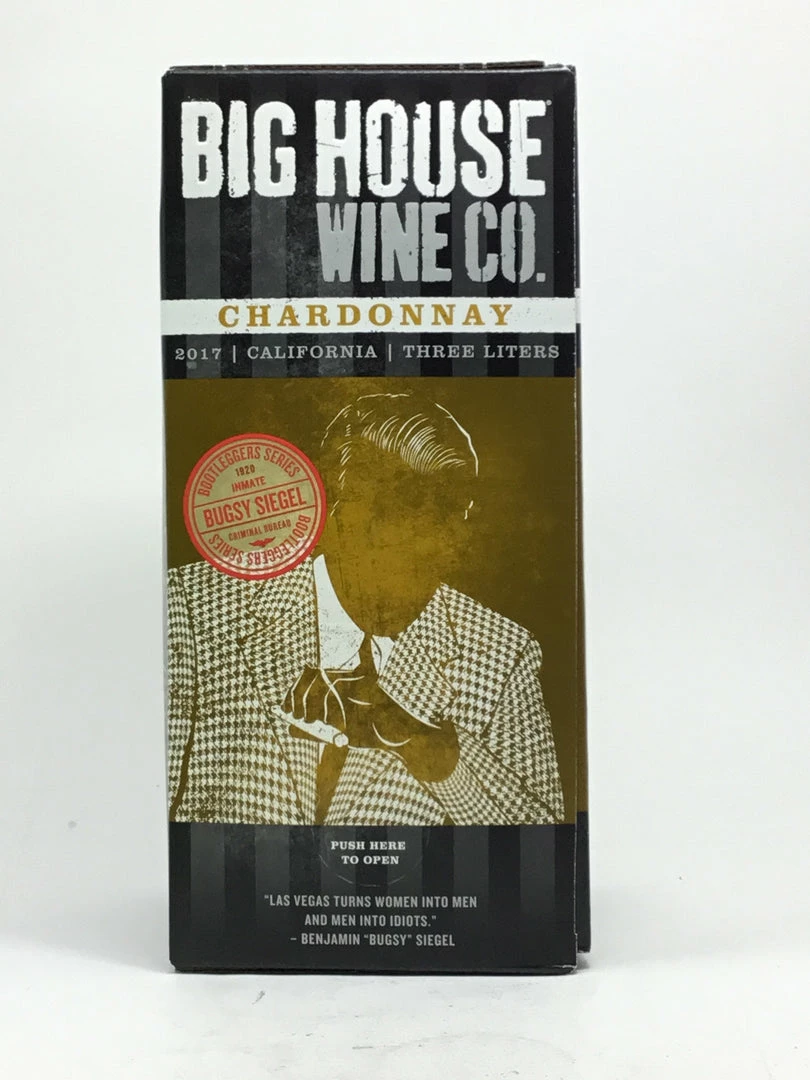 BIG HOUSE
WINE CO.
CHARDONNAY
2017 | CALIFORNIA | THREE LITERS
BOOTLEGGERS SERIES
1920
INMATE
BUGSY SIEGEL
CRIMINAL BUREAU
BOOTLEGGERS SERIES
PUSH HERE
TO OPEN
“LAS VEGAS TURNS WOMEN INTO MEN
AND MEN INTO IDIOTS.”
– BENJAMIN “BUGSY” SIEGEL